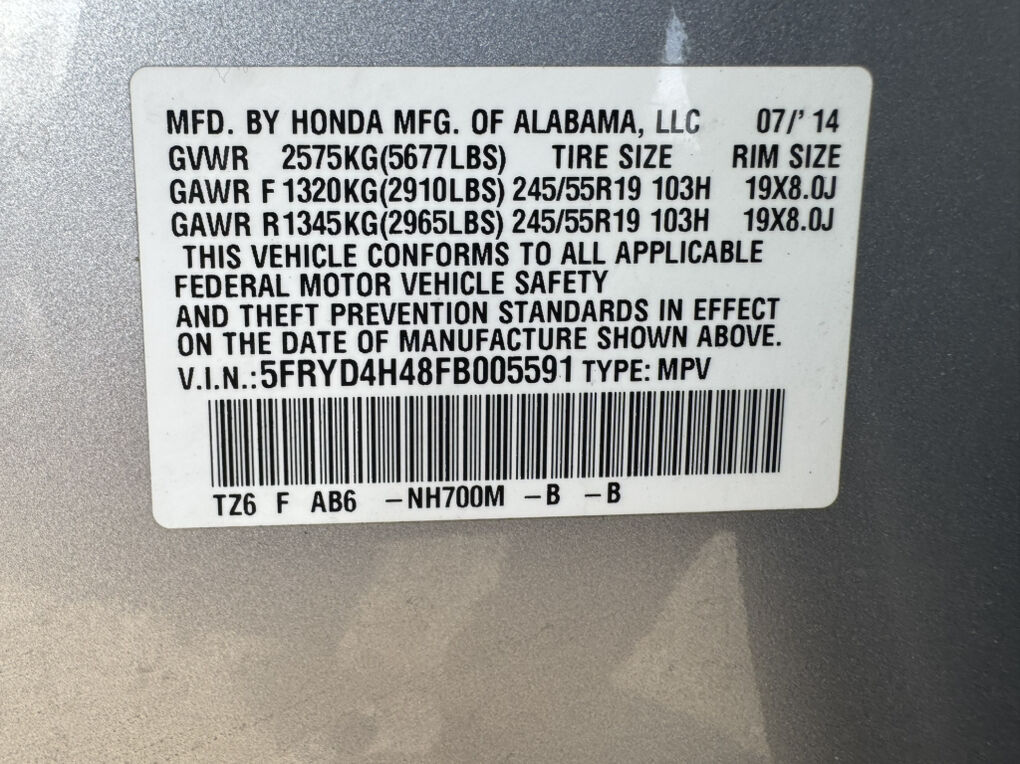 MFD. BY HONDA MFG. OF ALABAMA, LLC 07/' 14
GVWR 2575KG(5677LBS) TIRE SIZE RIM SIZE
GAWR F 1320KG(2910LBS) 245/55R19 103H 19X8.0J
GAWR R 1345KG(2965LBS) 245/55R19 103H 19X8.0J
THIS VEHICLE CONFORMS TO ALL APPLICABLE
FEDERAL MOTOR VEHICLE SAFETY
AND THEFT PREVENTION STANDARDS IN EFFECT
ON THE DATE OF MANUFACTURE SHOWN ABOVE.
V.I.N.:5FRYD4H48FB005591 TYPE: MPV
TZ6 F AB6 –NH700M –B –B